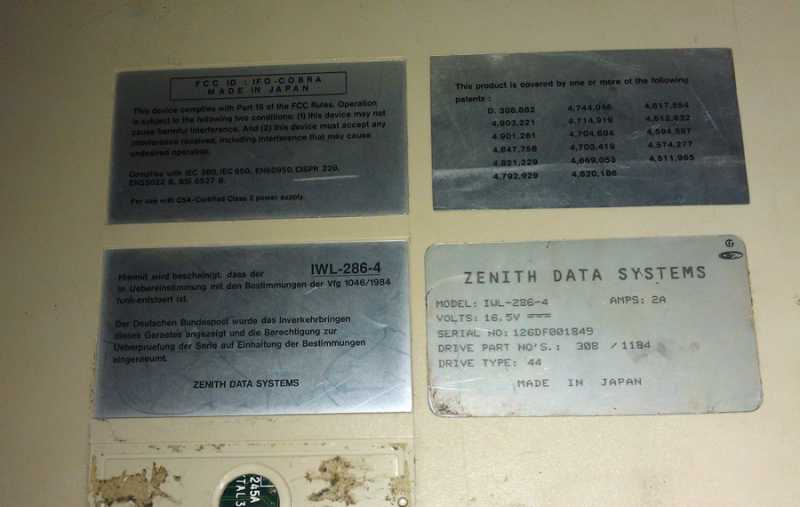 FCC ID : IFO-COBRA
MADE IN JAPAN
This device complies with Part 15 of the FCC Rules. Operation
is subject to the following two conditions: (1) this device may not
cause harmful interference. And (2) this device must accept any
interference received, including interference that may cause
undesired operation.
Complies with IEC 380, IEC 950, EN60950, CISPR 22B,
EN55022 B, BSI 6527 B.
For use with CSA-Certified Class 2 power supply.
This product is covered by one or more of the following
patents :
D. 308,862 4,744,046 4,617,554
4,903,221 4,714,919 4,612,632
4,901,261 4,704,604 4,594,587
4,847,758 4,703,419 4,574,277
4,821,229 4,669,053 4,511,965
4,792,929 4,620,186
Hiermit wird bescheinigt, dass der IWL-286-4
in Uebereinstimmung mit den Bestimmungen der Vfg 1046/1984
funk-entstoert ist.
Der Deutschen Bundespost wurde das Inverkehrbringen
dieses Geraetes angezeigt und die Berechtigung zur
Ueberpruefung der Serie auf Einhaltung der Bestimmungen
eingeraeumt.
ZENITH DATA SYSTEMS
ZENITH DATA SYSTEMS
MODEL: IWL-286-4 AMPS: 2A
VOLTS: 16.5V
SERIAL NO: 126DF001849
DRIVE PART NO'S.: 308 /1184
DRIVE TYPE: 44
MADE IN JAPAN
245A